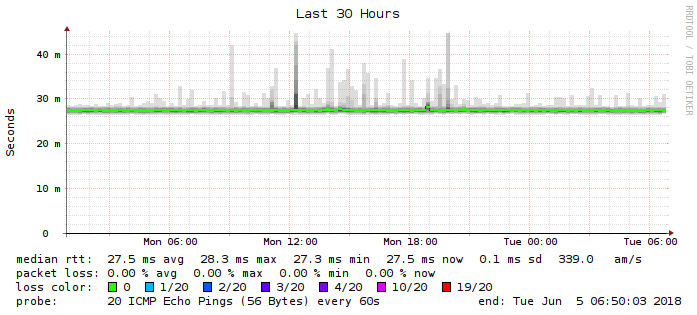 Last 30 Hours
RRDTOOL / TOBI OETIKER
Seconds
40 m
30 m
20 m
10 m
0
Mon 06:00 Mon 12:00 Mon 18:00 Tue 00:00 Tue 06:00
median rtt: 27.5 ms avg 28.3 ms max 27.3 ms min 27.5 ms now 0.1 ms sd 339.0 am/s
packet loss: 0.00 % avg 0.00 % max 0.00 % min 0.00 % now
loss color: 0 1/20 2/20 3/20 4/20 10/20 19/20
probe: 20 ICMP Echo Pings (56 Bytes) every 60s end: Tue Jun 5 06:50:03 2018